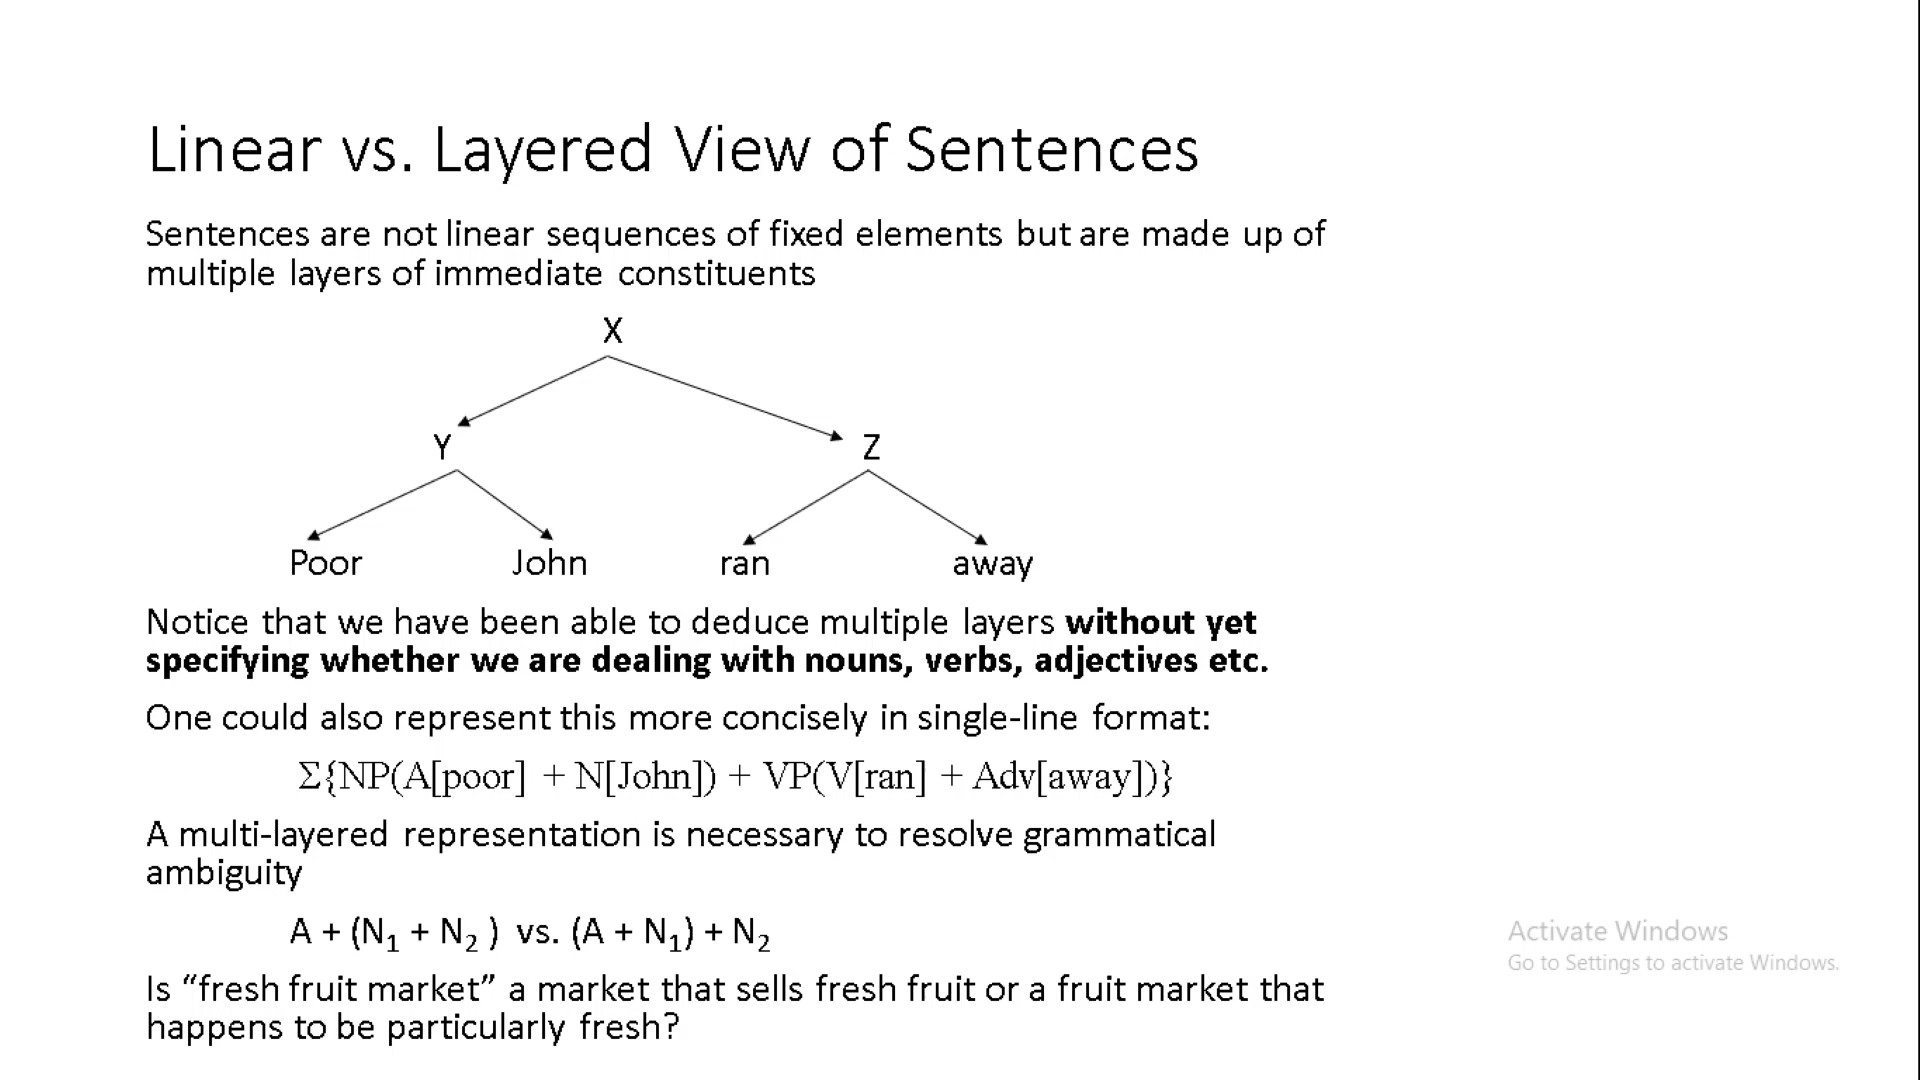 Linear vs. Layered View of Sentences
Sentences are not linear sequences of fixed elements but are made up of
multiple layers of immediate constituents
X
Y Z
Poor John ran away
Notice that we have been able to deduce multiple layers without yet
specifying whether we are dealing with nouns, verbs, adjectives etc.
One could also represent this more concisely in single-line format:
Σ{NP(A[poor] + N[John]) + VP(V[ran] + Adv[away])}
A multi-layered representation is necessary to resolve grammatical
ambiguity
A + (N₁ + N₂ ) vs. (A + N₁) + N₂
Is “fresh fruit market” a market that sells fresh fruit or a fruit market that
happens to be particularly fresh?
Activate Windows
Go to Settings to activate Windows.